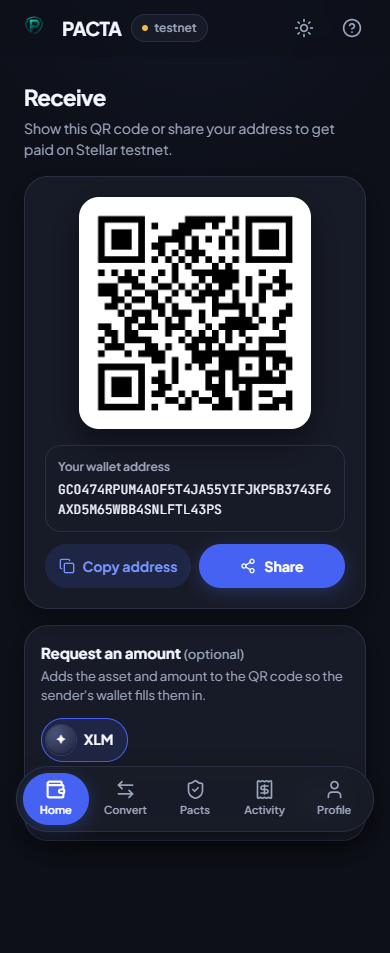 PACTA
testnet
Receive
Show this QR code or share your address to get
paid on Stellar testnet.
Your wallet address
GCO474RPUM4AOF5T4JA55YIFJKP5B3743F6
AXD5M65WBB4SNLFTL43PS
Copy address
Share
Request an amount (optional)
Adds the asset and amount to the QR code so the
sender's wallet fills them in.
XLM
Home
Convert
Pacts
Activity
Profile